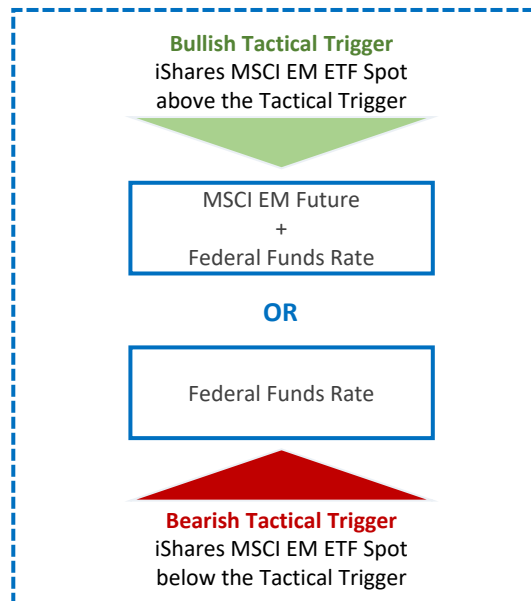 Bullish Tactical Trigger
iShares MSCI EM ETF Spot
above the Tactical Trigger
MSCI EM Future
+
Federal Funds Rate
OR
Federal Funds Rate
Bearish Tactical Trigger
iShares MSCI EM ETF Spot
below the Tactical Trigger